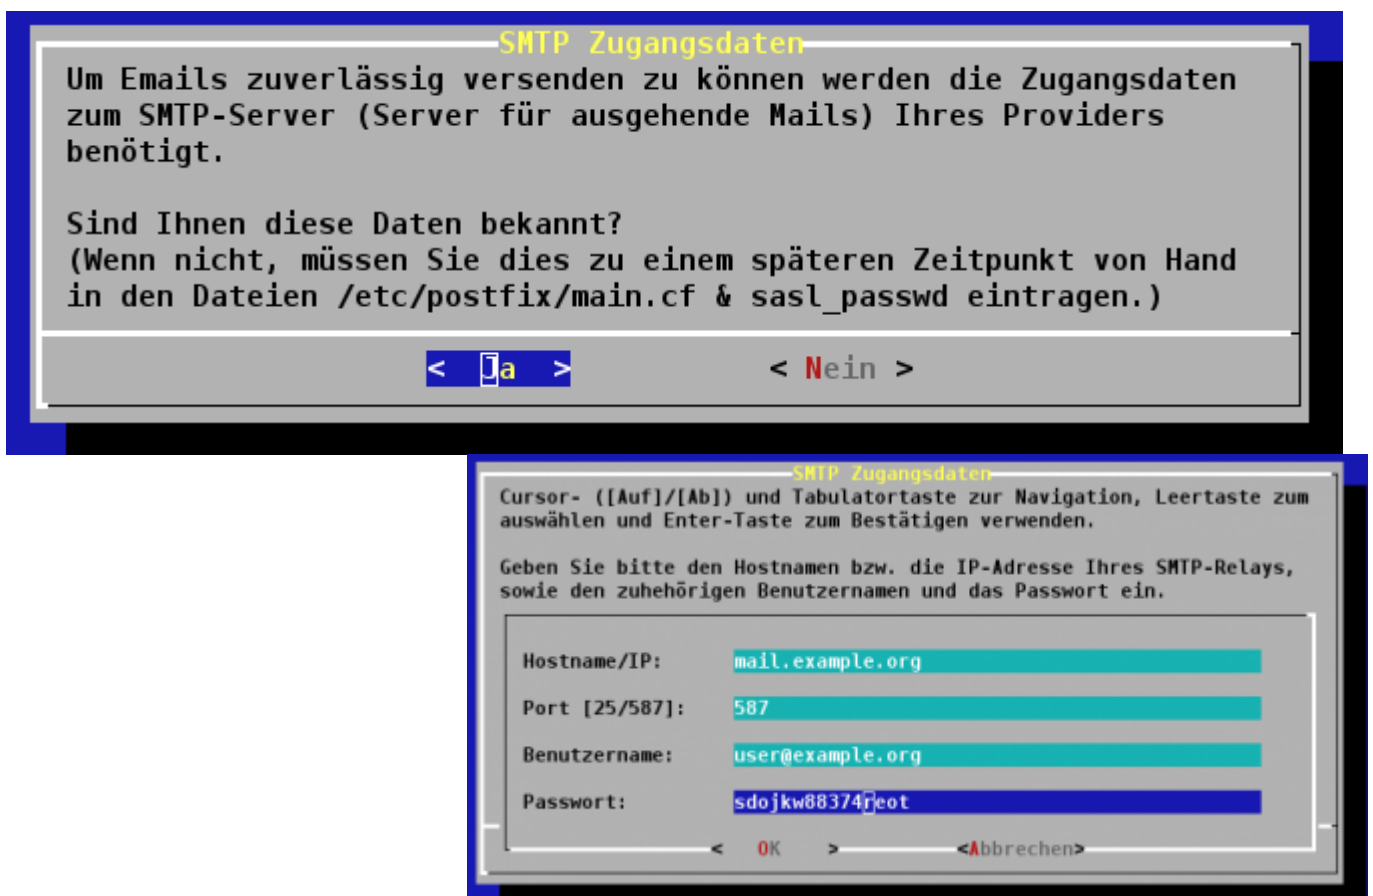 SMTP Zugangsdaten
Um Emails zuverlässig versenden zu können werden die Zugangsdaten
zum SMTP-Server (Server für ausgehende Mails) Ihres Providers
benötigt.
Sind Ihnen diese Daten bekannt?
(Wenn nicht, müssen Sie dies zu einem späteren Zeitpunkt von Hand
in den Dateien /etc/postfix/main.cf & sasl_passwd eintragen.)
< Ja > < Nein >
SMTP Zugangsdaten
Cursor- ([Auf]/[Ab]) und Tabulatortaste zur Navigation, Leertaste zum
auswählen und Enter-Taste zum Bestätigen verwenden.
Geben Sie bitte den Hostnamen bzw. die IP-Adresse Ihres SMTP-Relays,
sowie den zuhehörigen Benutzernamen und das Passwort ein.
Hostname/IP: mail.example.org
Port [25/587]: 587
Benutzername: user@example.org
Passwort: sdojkw88374reot
< OK > <Abbrechen>